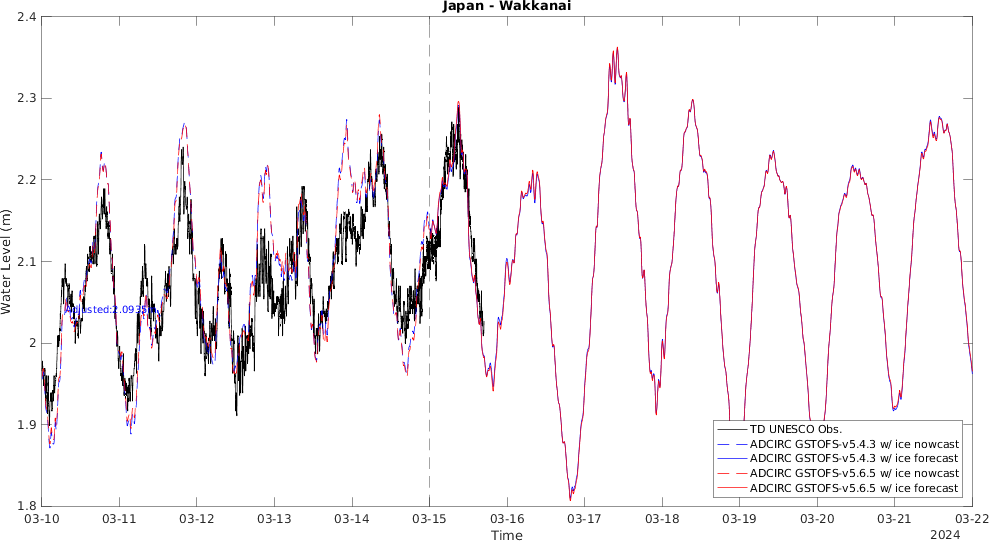 Japan - Wakkanai
2.4
2.3
2.2
2.1
2
1.9
1.8
Water Level (m)
TD UNESCO Obs.
ADCIRC GSTOFS-v5.4.3 w/ ice nowcast
ADCIRC GSTOFS-v5.4.3 w/ ice forecast
ADCIRC GSTOFS-v5.6.5 w/ ice nowcast
ADCIRC GSTOFS-v5.6.5 w/ ice forecast
03-10 03-11 03-12 03-13 03-14 03-15 03-16 03-17 03-18 03-19 03-20 03-21 03-22
Time
2024